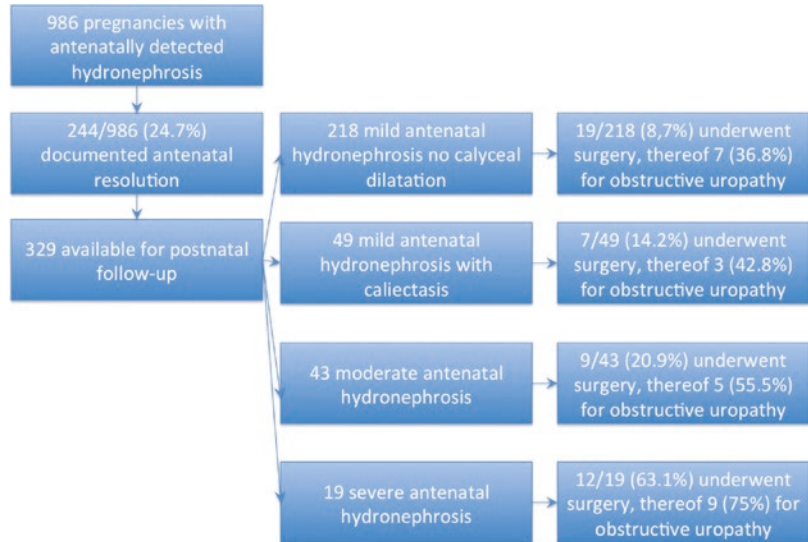 986 pregnancies with
antenatally detected
hydronephrosis
244/986 (24.7%)
documented antenatal
resolution
329 available for postnatal
follow-up
218 mild antenatal
hydronephrosis no calyceal
dilatation
19/218 (8,7%) underwent
surgery, thereof 7 (36.8%)
for obstructive uropathy
49 mild antenatal
hydronephrosis with
caliectasis
7/49 (14.2%) underwent
surgery, thereof 3 (42.8%)
for obstructive uropathy
43 moderate antenatal
hydronephrosis
9/43 (20.9%) underwent
surgery, thereof 5 (55.5%)
for obstructive uropathy
19 severe antenatal
hydronephrosis
12/19 (63.1%) underwent
surgery, thereof 9 (75%) for
obstructive uropathy